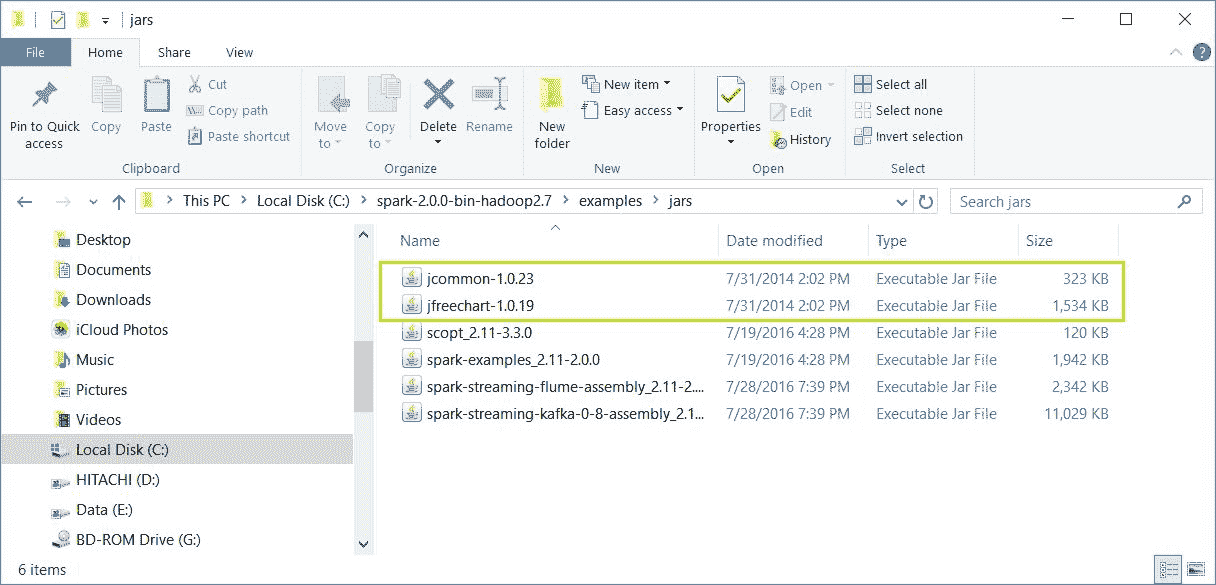 jars
File Home Share View
Pin to Quick access
Copy
Paste
Cut
Copy path
Paste shortcut
Clipboard
Move to
Copy to
Delete
Rename
Organize
New folder
New item
Easy access
New
Properties
Open
Edit
History
Open
Select all
Select none
Invert selection
Select
This PC > Local Disk (C:) > spark-2.0.0-bin-hadoop2.7 > examples > jars
Search jars
Desktop
Documents
Downloads
iCloud Photos
Music
Pictures
Videos
Local Disk (C:)
HITACHI (D:)
Data (E:)
BD-ROM Drive (G:)
Name Date modified Type Size
jcommon-1.0.23 7/31/2014 2:02 PM Executable Jar File 323 KB
jfreechart-1.0.19 7/31/2014 2:02 PM Executable Jar File 1,534 KB
scopt_2.11-3.3.0 7/19/2016 4:28 PM Executable Jar File 120 KB
spark-examples_2.11-2.0.0 7/19/2016 4:28 PM Executable Jar File 1,942 KB
spark-streaming-flume-assembly_2.11-2.... 7/28/2016 7:39 PM Executable Jar File 2,342 KB
spark-streaming-kafka-0-8-assembly_2.1... 7/28/2016 7:39 PM Executable Jar File 11,029 KB
6 items